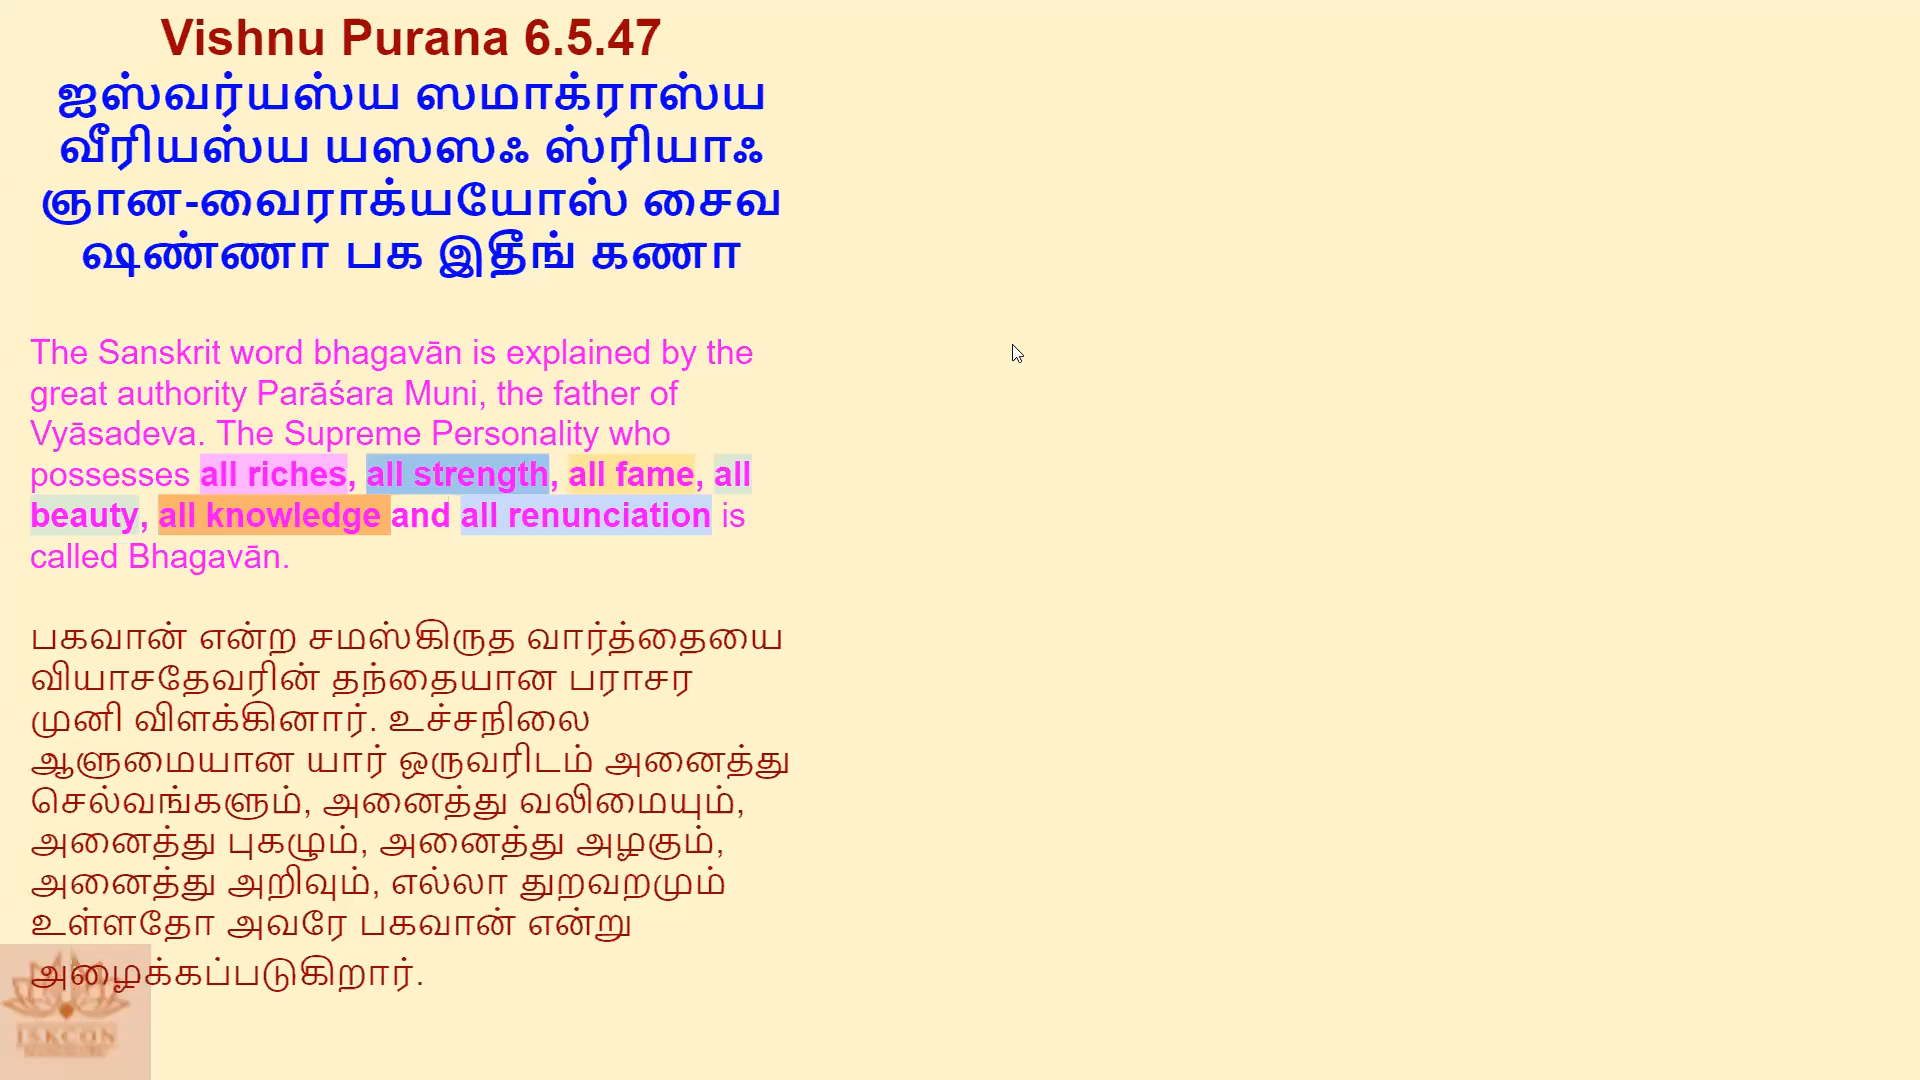 Vishnu Purana 6.5.47
ஐஸ்வர்யஸ்ய ஸமாக்ராஸ்ய
வீரியஸ்ய யஸஸஃ ஸ்ரியாஃ
ஞான-வைராக்யயோஸ் சைவ
ஷண்ணா பக இதீங் கணா
The Sanskrit word bhagavān is explained by the
great authority Parāśara Muni, the father of
Vyāsadeva. The Supreme Personality who
possesses all riches, all strength, all fame, all
beauty, all knowledge and all renunciation is
called Bhagavān.
பகவான் என்ற சமஸ்கிருத வார்த்தையை
வியாசதேவரின் தந்தையான பராசர
முனி விளக்கினார். உச்சநிலை
ஆளுமையான யார் ஒருவரிடம் அனைத்து
செல்வங்களும், அனைத்து வலிமையும்,
அனைத்து புகழும், அனைத்து அழகும்,
அனைத்து அறிவும், எல்லா துறவறமும்
உள்ளதோ அவரே பகவான் என்று
அழைக்கப்படுகிறார்.
ISKCON